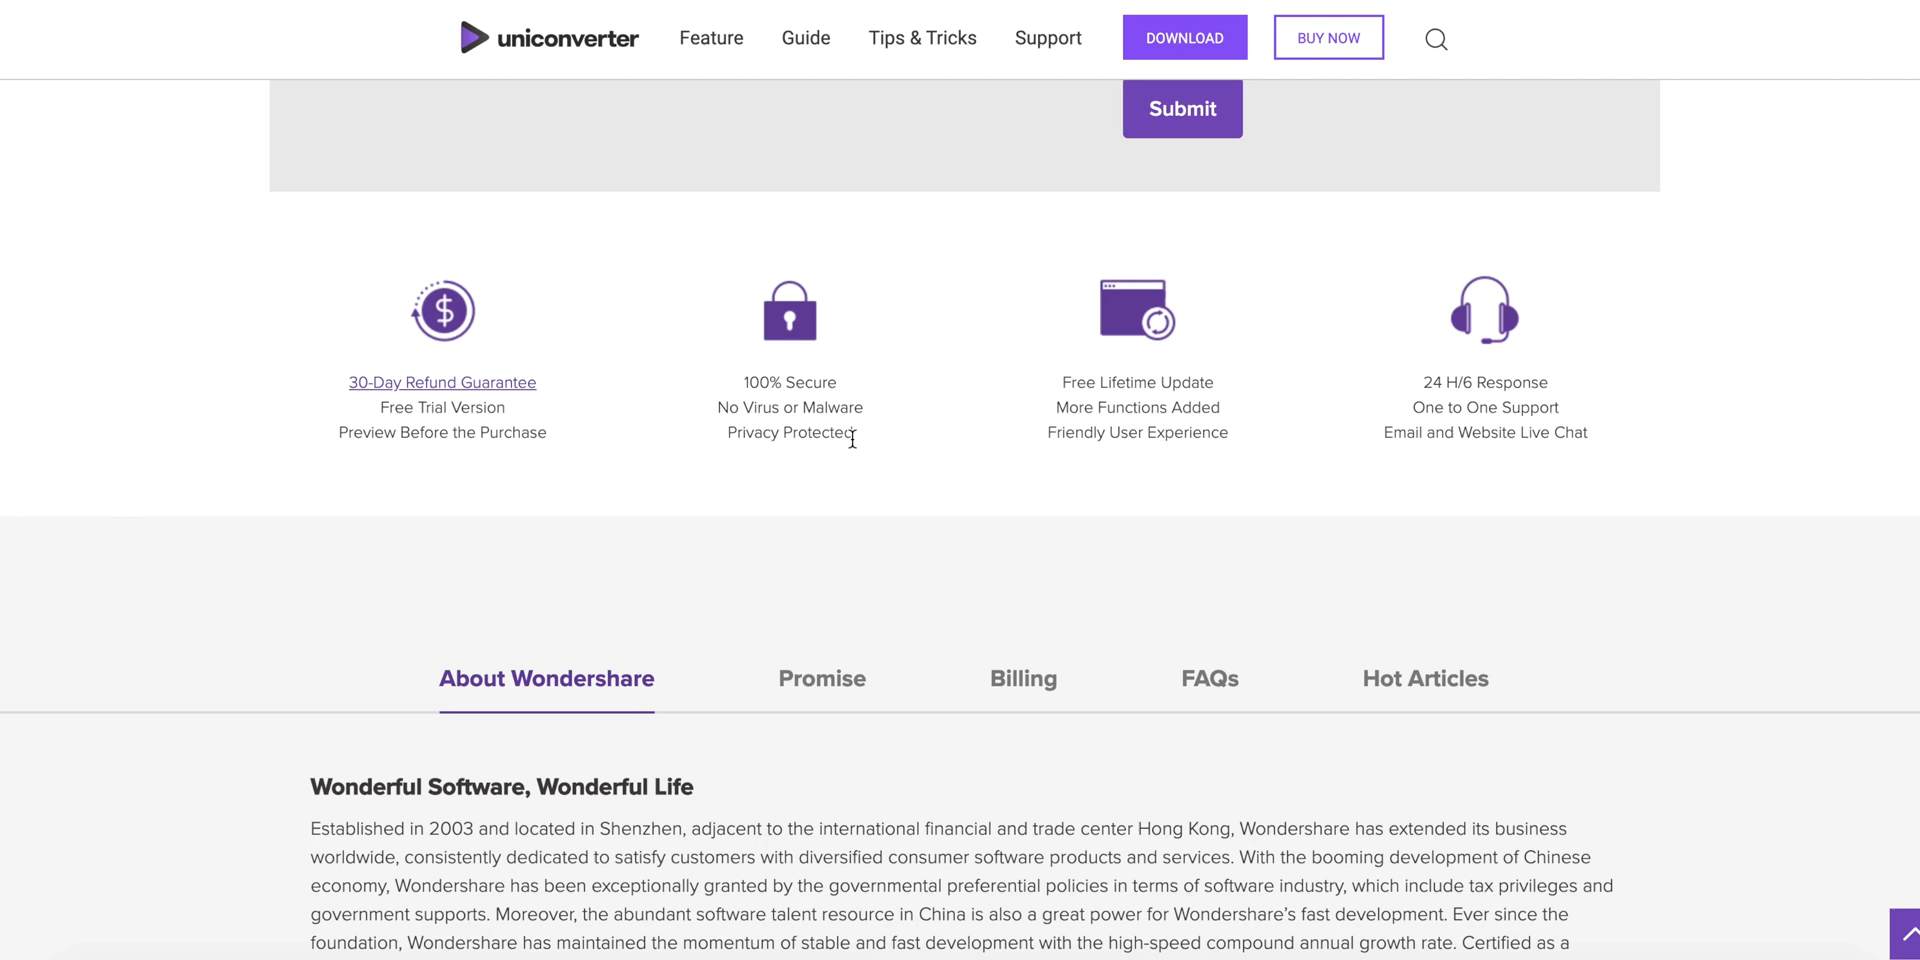 uniconverter
Feature
Guide
Tips & Tricks
Support
DOWNLOAD
BUY NOW
Submit
30-Day Refund Guarantee
Free Trial Version
Preview Before the Purchase
100% Secure
No Virus or Malware
Privacy Protected
Free Lifetime Update
More Functions Added
Friendly User Experience
24 H/6 Response
One to One Support
Email and Website Live Chat
About Wondershare
Promise
Billing
FAQs
Hot Articles
Wonderful Software, Wonderful Life
Established in 2003 and located in Shenzhen, adjacent to the international financial and trade center Hong Kong, Wondershare has extended its business
worldwide, consistently dedicated to satisfy customers with diversified consumer software products and services. With the booming development of Chinese
economy, Wondershare has been exceptionally granted by the governmental preferential policies in terms of software industry, which include tax privileges and
government supports. Moreover, the abundant software talent resource in China is also a great power for Wondershare's fast development. Ever since the
foundation, Wondershare has maintained the momentum of stable and fast development with the high-speed compound annual growth rate. Certified as a